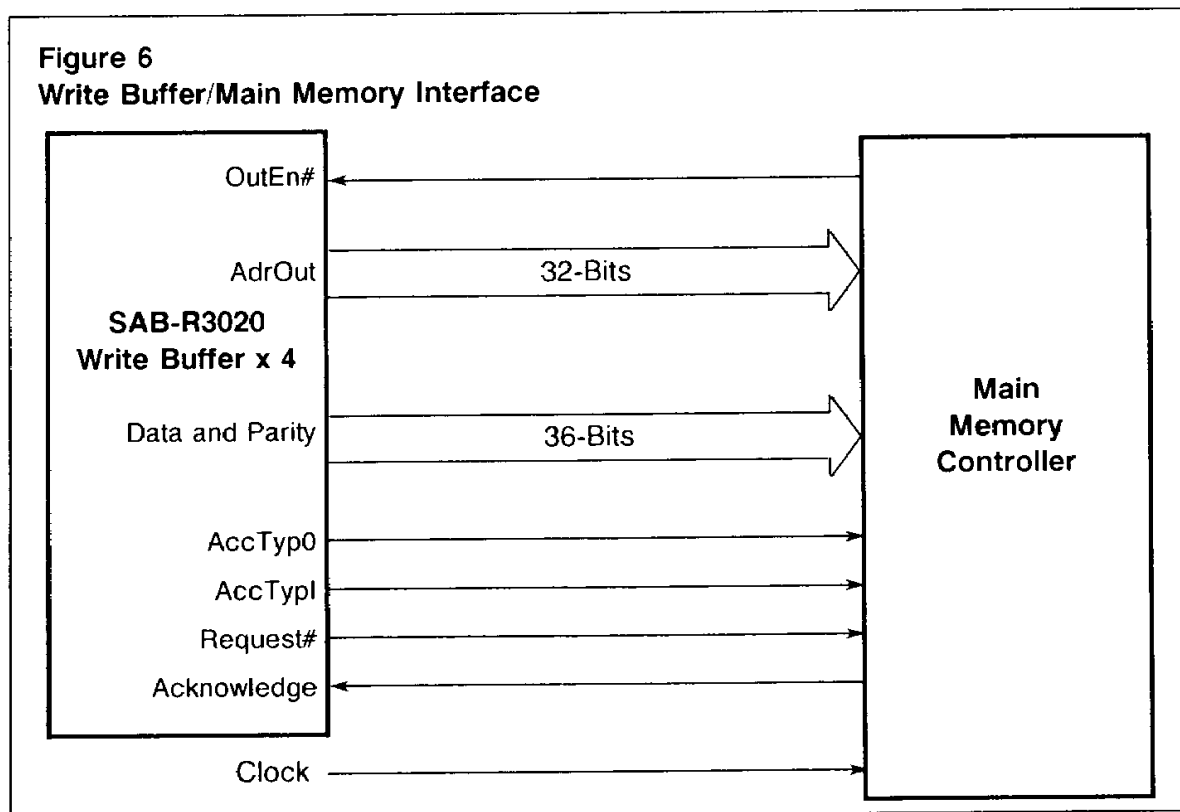 Figure 6
Write Buffer/Main Memory Interface
OutEn#
AdrOut
32-Bits
SAB-R3020
Write Buffer x 4
Main
Memory
Controller
Data and Parity
36-Bits
AccTyp0
AccTypI
Request#
Acknowledge
Clock